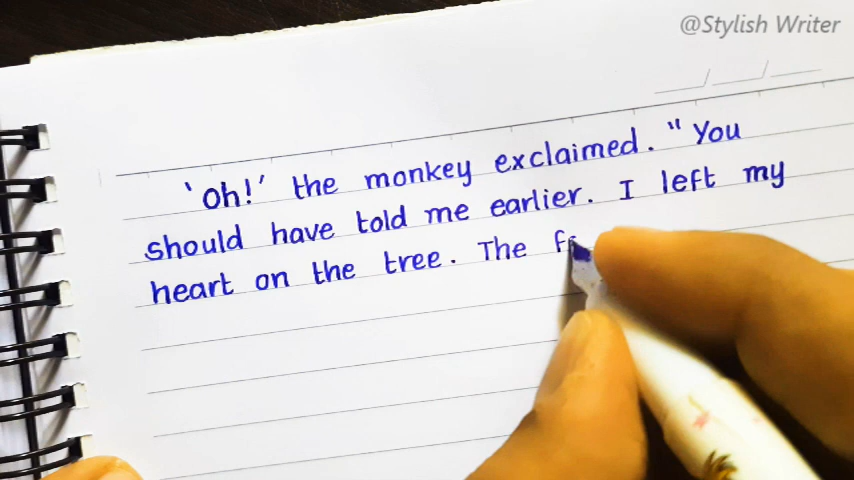 @Stylish Writer
'Oh!' the monkey exclaimed. "You
should have told me earlier. I left my
heart on the tree. The